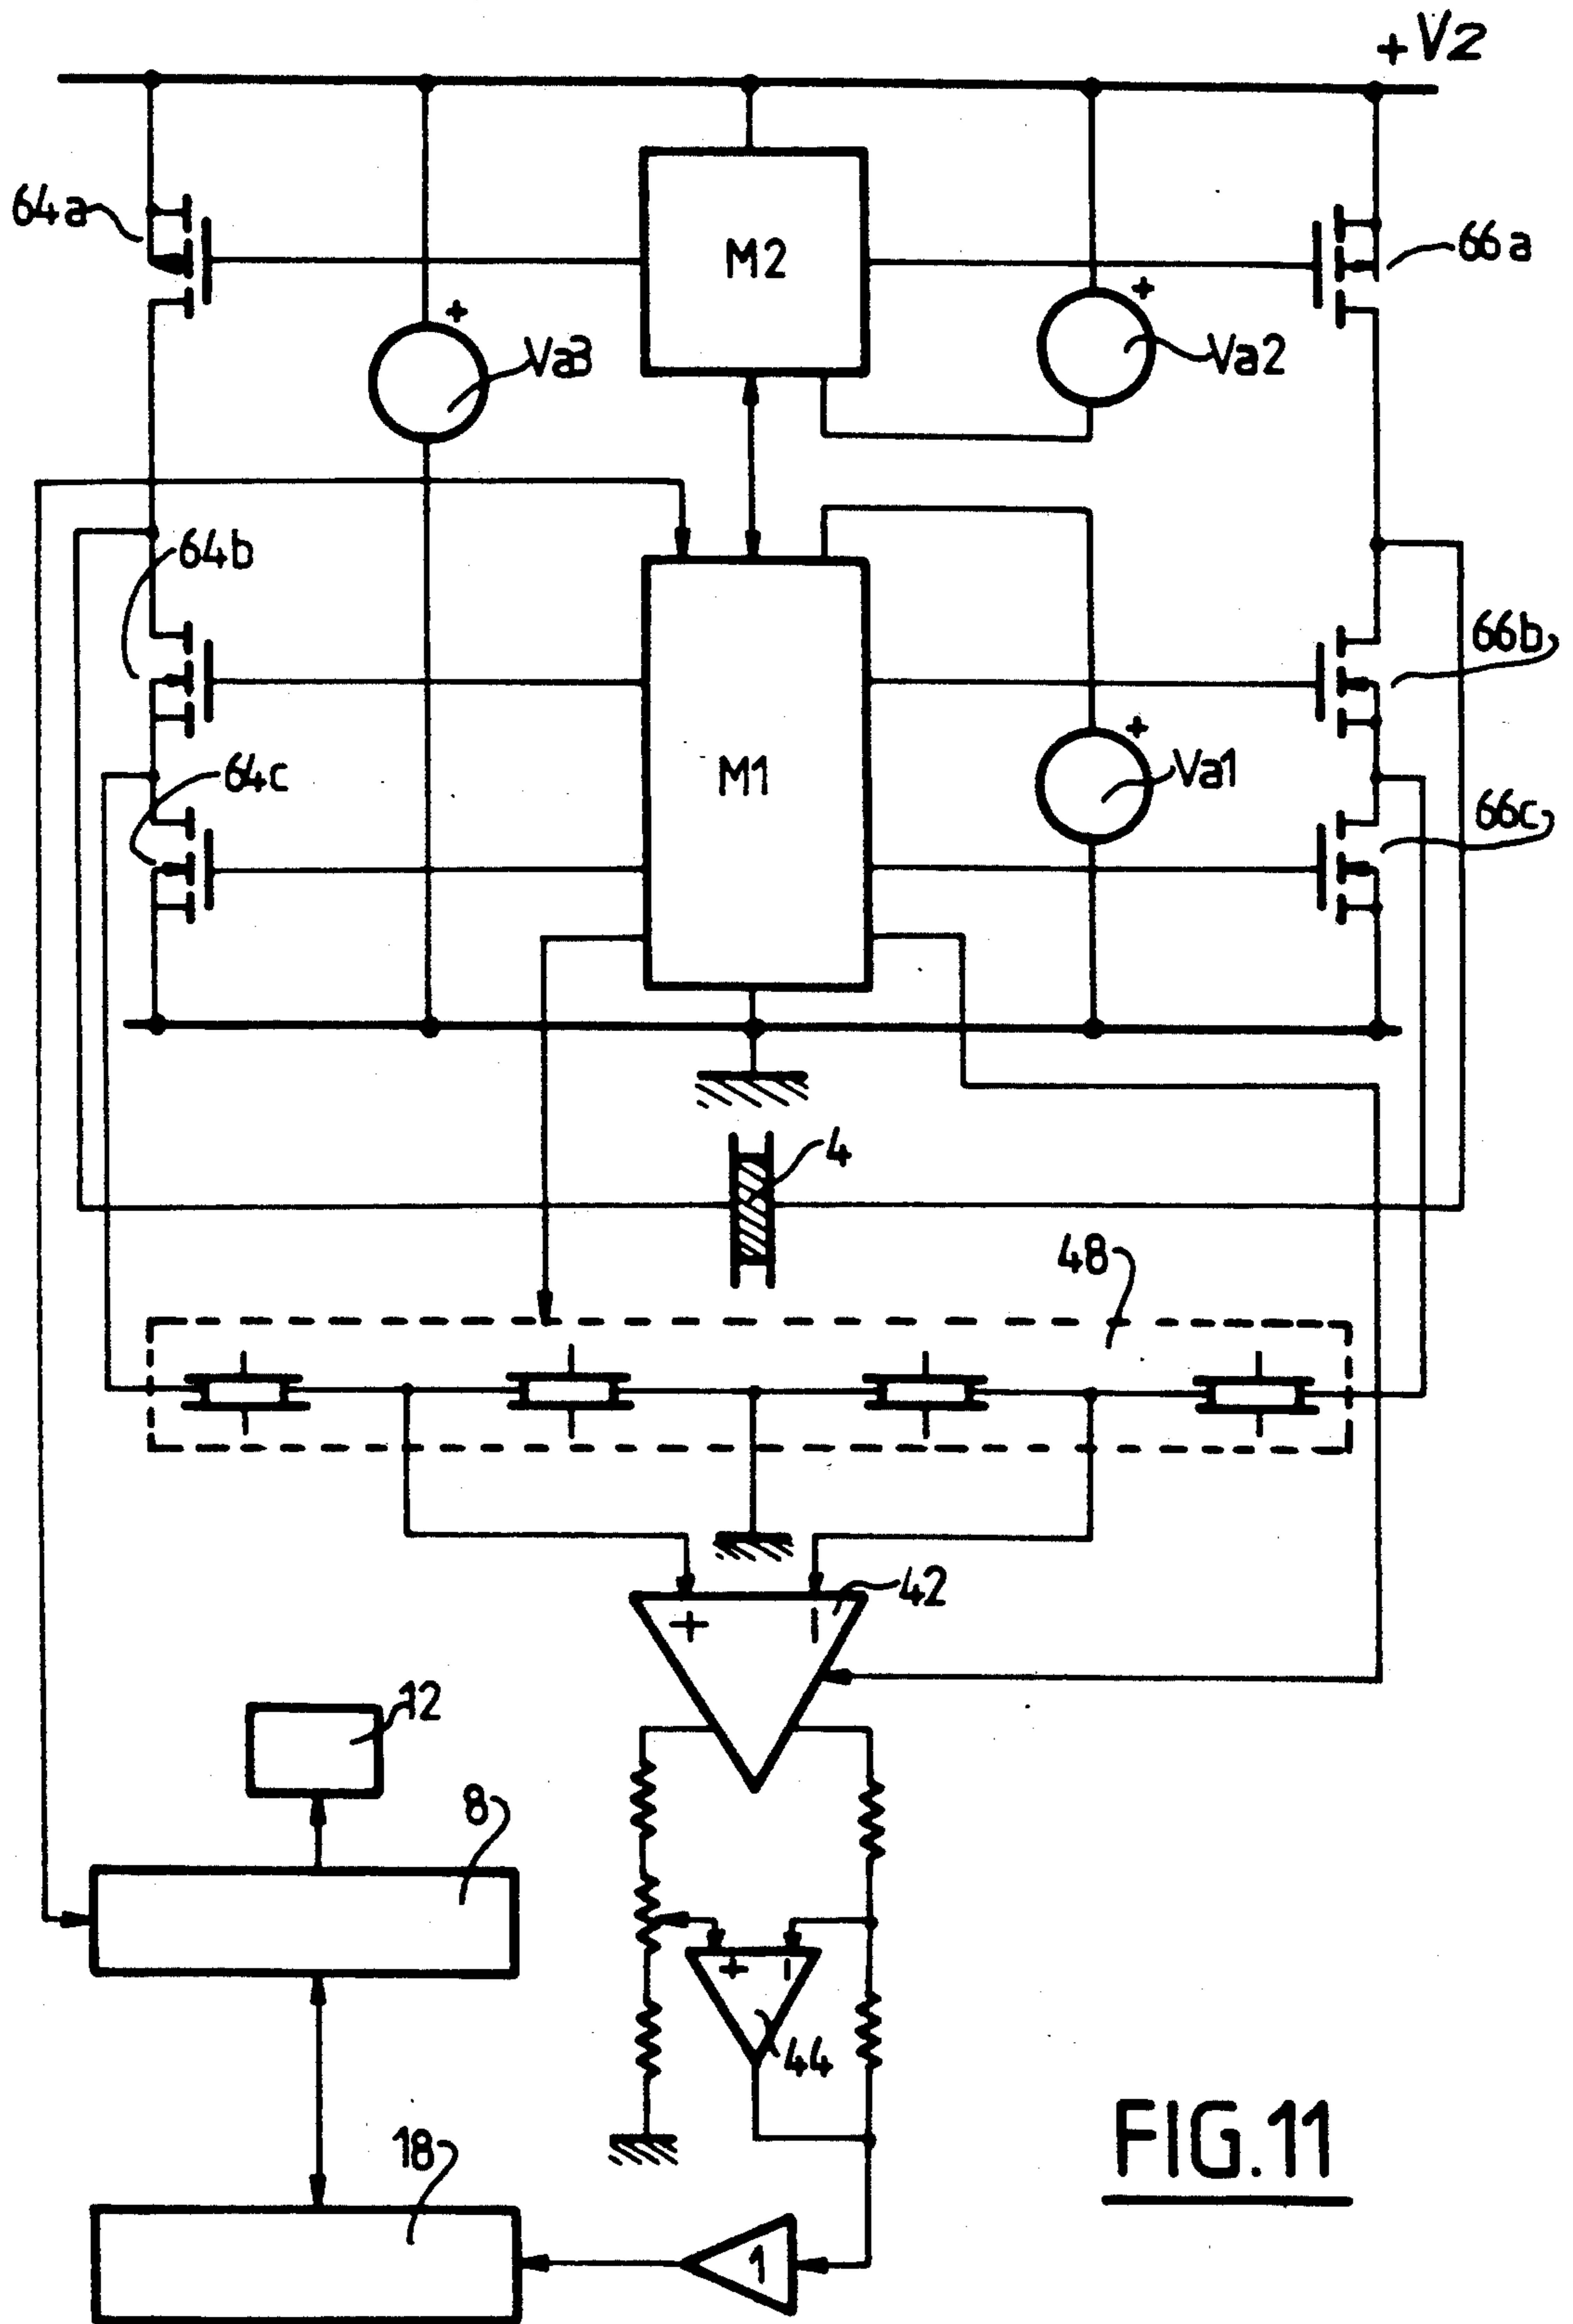 +V2
64a
M2
66a
Va3
Va2
+
+
64b
66b
64c
M1
Va1
+
66c
4
48
42
+ −
12
8
+ −
44
18
1
FIG.11